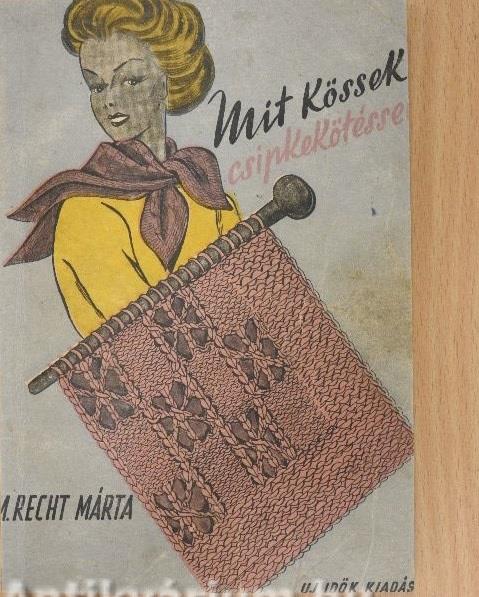 Mit Kössek
csipkekötésse
M. RECHT MÁRTA
UJ IDŐK KIADÁS